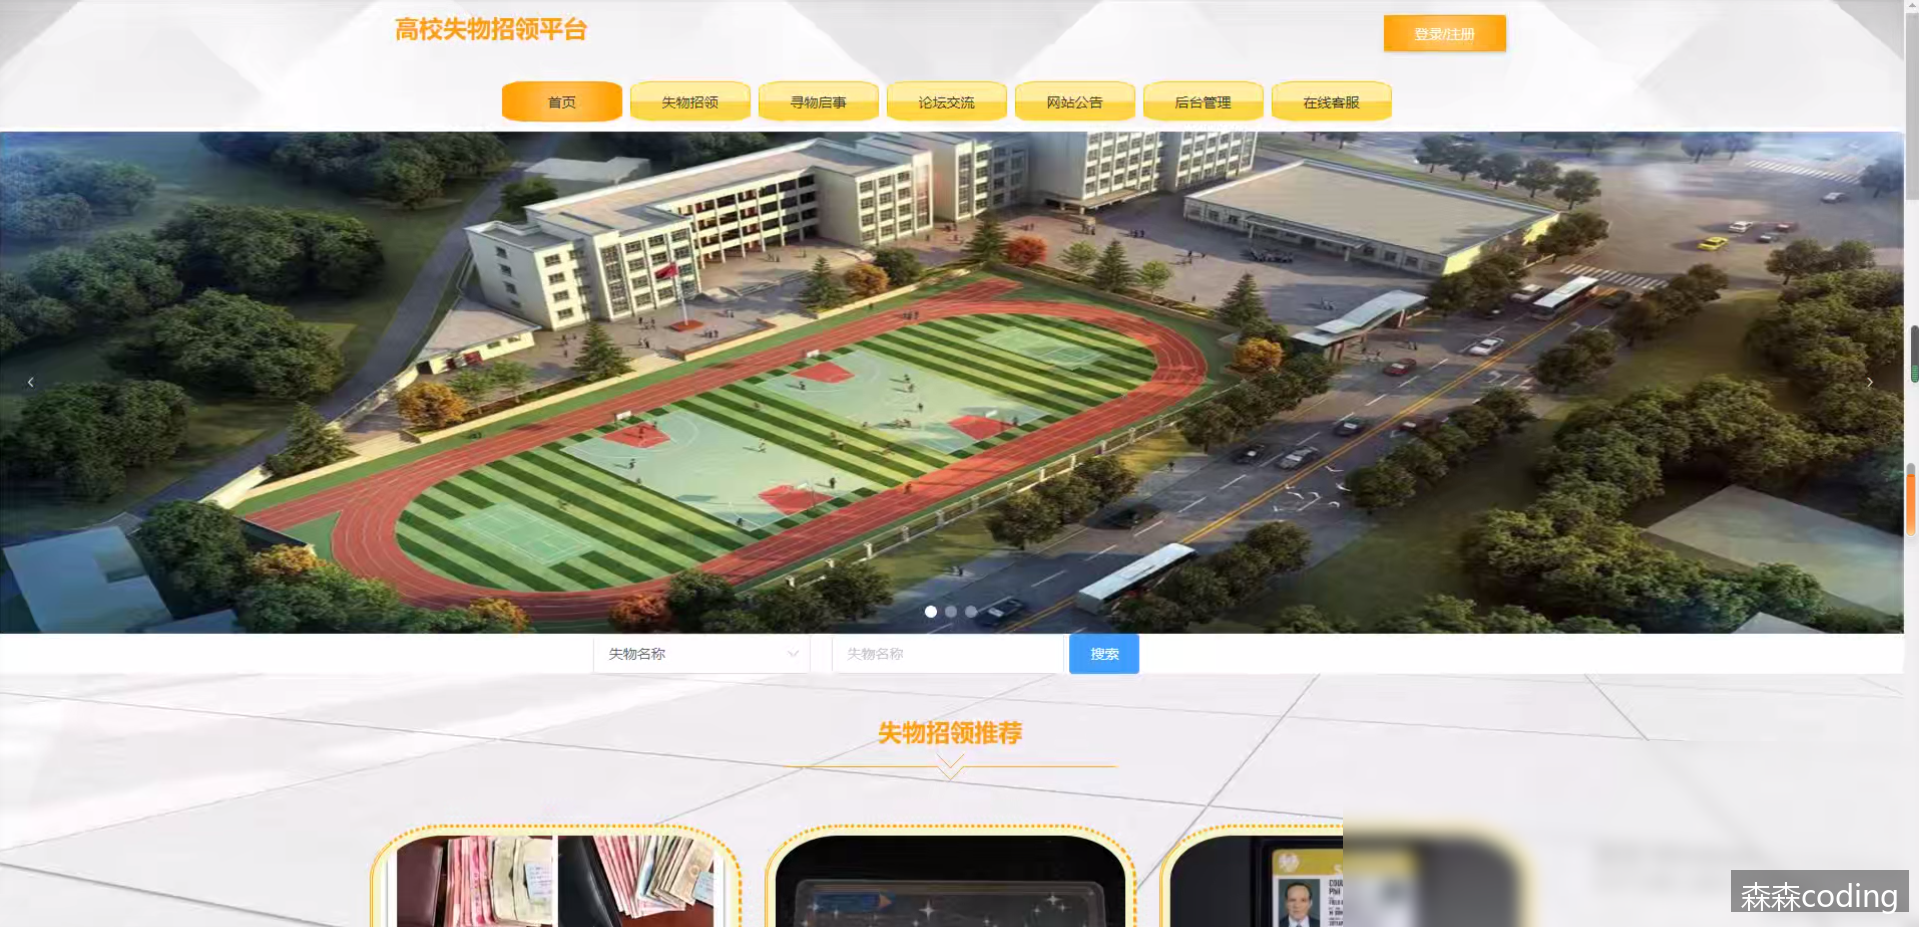 高校失物招领平台
登录/注册
首页
失物招领
寻物启事
论坛交流
网站公告
后台管理
在线客服
失物名称
失物名称
搜索
失物招领推荐
森森coding